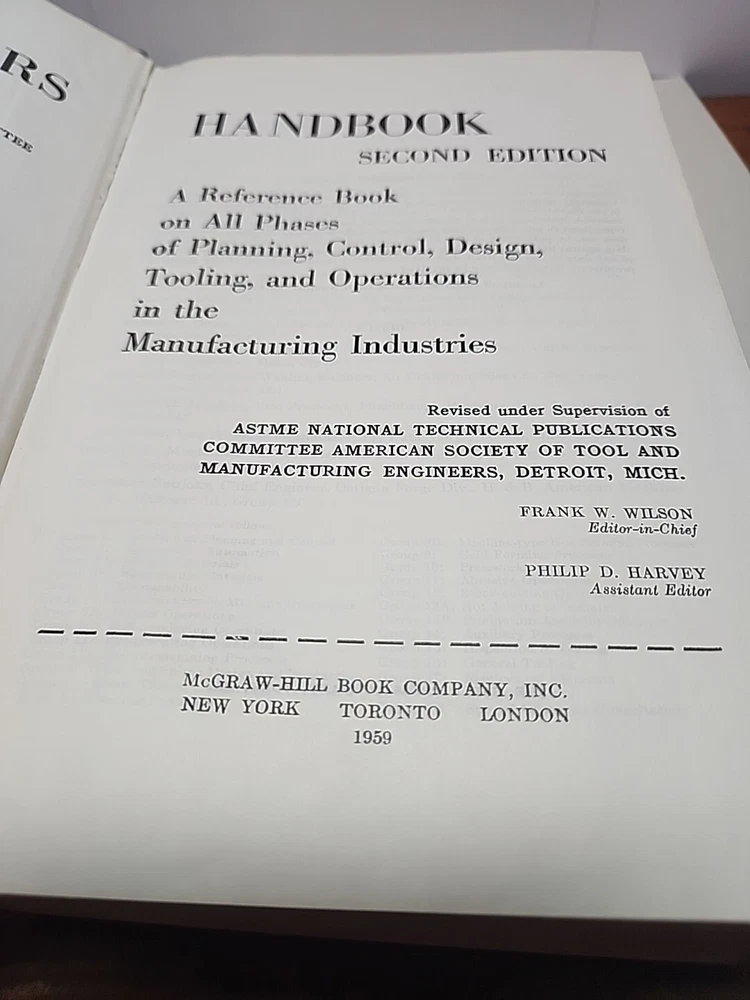 RS
TEE
HANDBOOK
SECOND EDITION
A Reference Book
on All Phases
of Planning, Control, Design,
Tooling, and Operations
in the
Manufacturing Industries
Revised under Supervision of
ASTME NATIONAL TECHNICAL PUBLICATIONS
COMMITTEE AMERICAN SOCIETY OF TOOL AND
MANUFACTURING ENGINEERS, DETROIT, MICH.
FRANK W. WILSON
Editor-in-Chief
PHILIP D. HARVEY
Assistant Editor
McGRAW-HILL BOOK COMPANY, INC.
NEW YORK TORONTO LONDON
1959